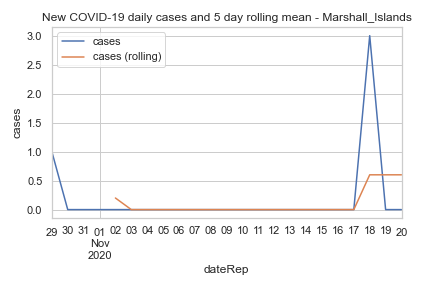 New COVID-19 daily cases and 5 day rolling mean - Marshall_Islands
cases
cases (rolling)
cases
3.0
2.5
2.0
1.5
1.0
0.5
0.0
29 30 31 01 02 03 04 05 06 07 08 09 10 11 12 13 14 15 16 17 18 19 20
Nov
2020
dateRep